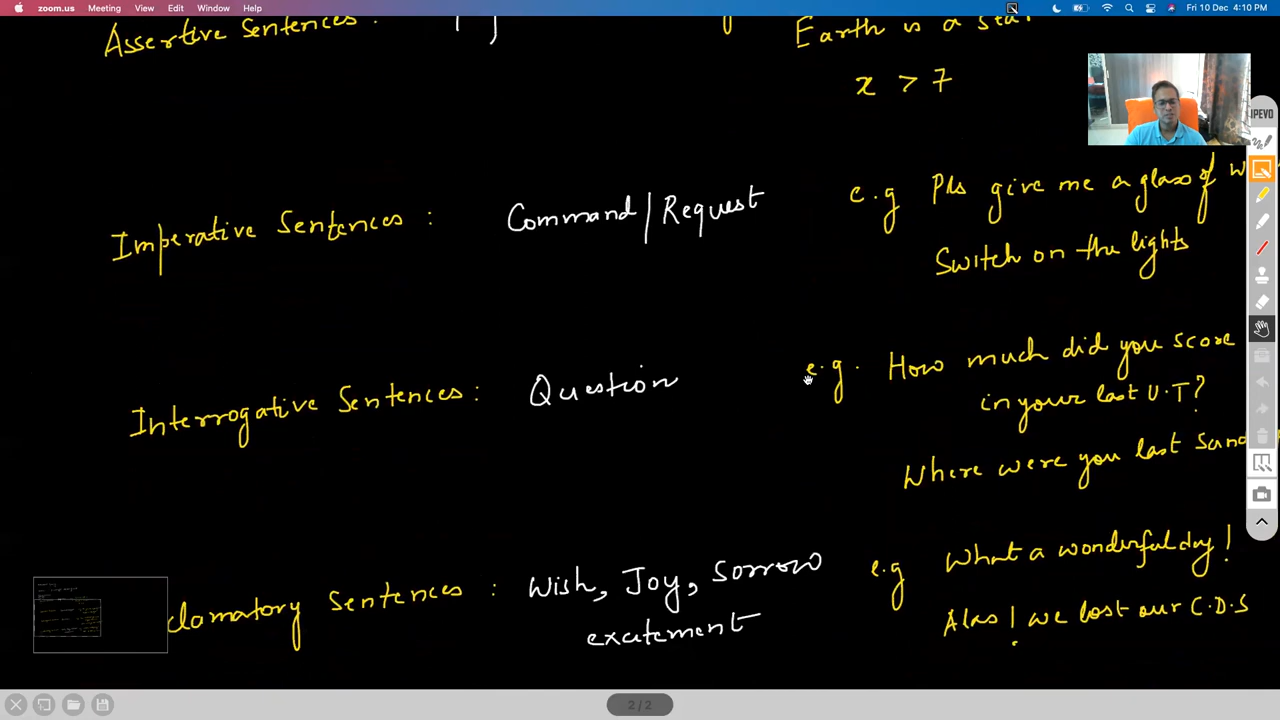 zoom.us Meeting View Edit Window Help Fri 10 Dec 4:10 PM
Assertive Sentences :
Earth is a star
x > 7
IPEVO
Imperative Sentences : Command/Request e.g Pls give me a glass of w
Switch on the lights
Interrogative Sentences : Question e.g. How much did you score
in your last U.T?
Where were you last Sund
clamatory Sentences : Wish, Joy, Sorrow e.g What a wonderful day!
excitement Alas! we lost our C.D.S
2 / 2